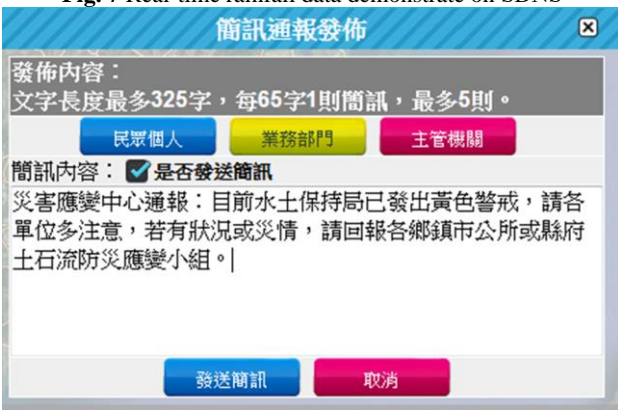 Fig. 7 Real time rainfall data demonstrate on SDNS
簡訊通報發佈
發佈內容：
文字長度最多325字，每65字1則簡訊，最多5則。
民眾個人 業務部門 主管機關
簡訊內容： 是否發送簡訊
災害應變中心通報：目前水土保持局已發出黃色警戒，請各
單位多注意，若有狀況或災情，請回報各鄉鎮市公所或縣府
土石流防災應變小組。
發送簡訊 取消